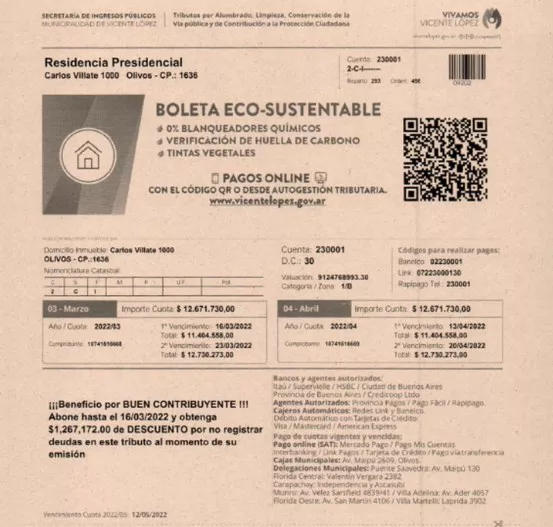 SECRETARÍA DE INGRESOS PÚBLICOS
MUNICIPALIDAD DE VICENTE LÓPEZ
Tributos por Alumbrado, Limpieza, Conservación de la
Vía pública y de Contribución a la Protección Ciudadana
VIVAMOS
VICENTE LÓPEZ
Residencia Presidencial
Carlos Villate 1000 Olivos - CP.: 1636
Cuenta: 230001
2-C-I-------
Reparto: 293 Orden: 496
BOLETA ECO-SUSTENTABLE
0% BLANQUEADORES QUÍMICOS
VERIFICACIÓN DE HUELLA DE CARBONO
TINTAS VEGETALES
PAGOS ONLINE
CON EL CÓDIGO QR O DESDE AUTOGESTIÓN TRIBUTARIA.
www.vicentelopez.gov.ar
Domicilio Inmueble: Carlos Villate 1000
OLIVOS - CP.:1636
Nomenclatura Catastral:
C S F M P U.F. Pol.
2 C I
Cuenta: 230001
D.C.: 30
Valuación: 9124768993.30
Categoría / Zona: 1/B
Códigos para realizar pagos:
Banelco: 02230001
Link: 07223000130
Rapipago Tel.: 230001
03 - Marzo Importe Cuota: $ 12.671.730,00
Año / Cuota: 2022/03
Comprobante: 10741616668
1º Vencimiento: 16/03/2022
Total: $ 11.404.558,00
2º Vencimiento: 23/03/2022
Total: $ 12.730.273,00
04 - Abril Importe Cuota: $ 12.671.730,00
Año / Cuota: 2022/04
Comprobante: 10741616669
1º Vencimiento: 13/04/2022
Total: $ 11.404.558,00
2º Vencimiento: 20/04/2022
Total: $ 12.730.273,00
¡¡¡Beneficio por BUEN CONTRIBUYENTE !!!
Abone hasta el 16/03/2022 y obtenga
$1,267,172.00 de DESCUENTO por no registrar
deudas en este tributo al momento de su
emisión
Bancos y agentes autorizados:
Itaú / Supervielle / HSBC / Ciudad de Buenos Aires
Provincia de Buenos Aires / Credicoop Ltdo
Agentes Autorizados: Provincia Pagos / Pago Fácil / Rapipago.
Cajeros Automáticos: Redes Link y Banelco.
Débito Automático con Tarjetas de Crédito:
Visa / Mastercard / American Express
Pago de cuotas vigentes y vencidas:
Pago online (SAT): Mercado Pago / Pago Mis Cuentas
Interbanking / Link Pagos / Tarjeta de Crédito / Pago vía transferencia
Cajas Municipales: Av. Maipú 2609, Olivos.
Delegaciones Municipales: Puente Saavedra: Av. Maipú 130
Florida Central: Valentín Vergara 2382
Carapachay: Independencia y Ascasubi
Munro: Av. Vélez Sarsfield 4839/41 / Villa Adelina: Av. Ader 4057
Florida Oeste: Av. San Martín 4106 / Villa Martelli: Laprida 3902
Vencimiento Cuota 2022/05: 12/05/2022